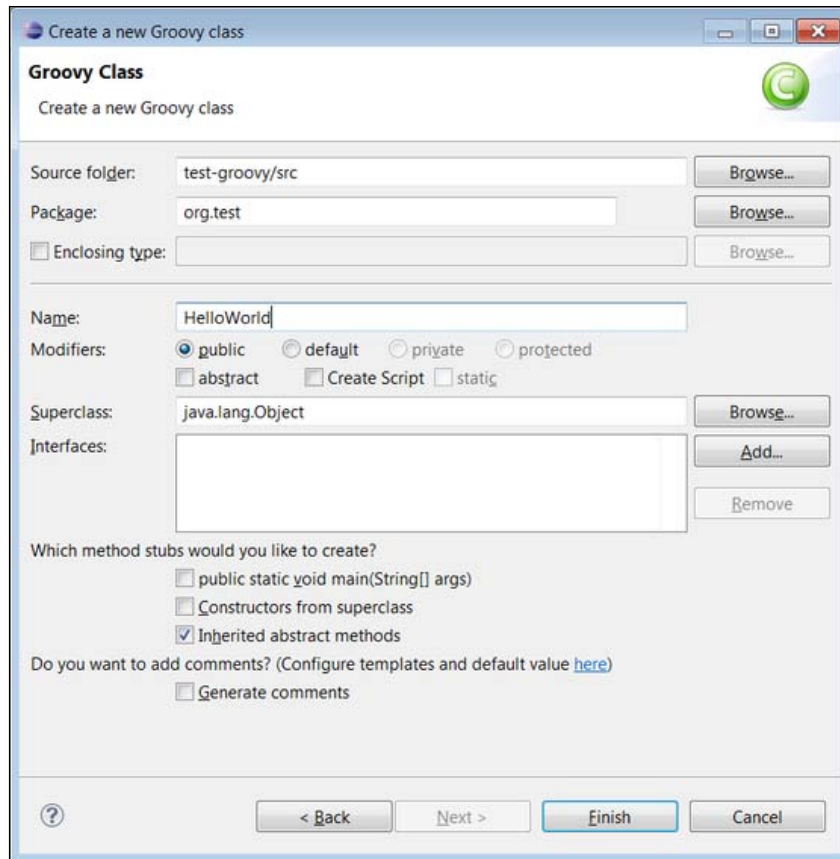 Create a new Groovy class
Groovy Class
Create a new Groovy class
Source folder: test-groovy/src Browse...
Package: org.test Browse...
Enclosing type: Browse...
Name: HelloWorld
Modifiers: public default private protected
abstract Create Script static
Superclass: java.lang.Object Browse...
Interfaces: Add...
Remove
Which method stubs would you like to create?
public static void main(String[] args)
Constructors from superclass
Inherited abstract methods
Do you want to add comments? (Configure templates and default value here)
Generate comments
? < Back Next > Finish Cancel